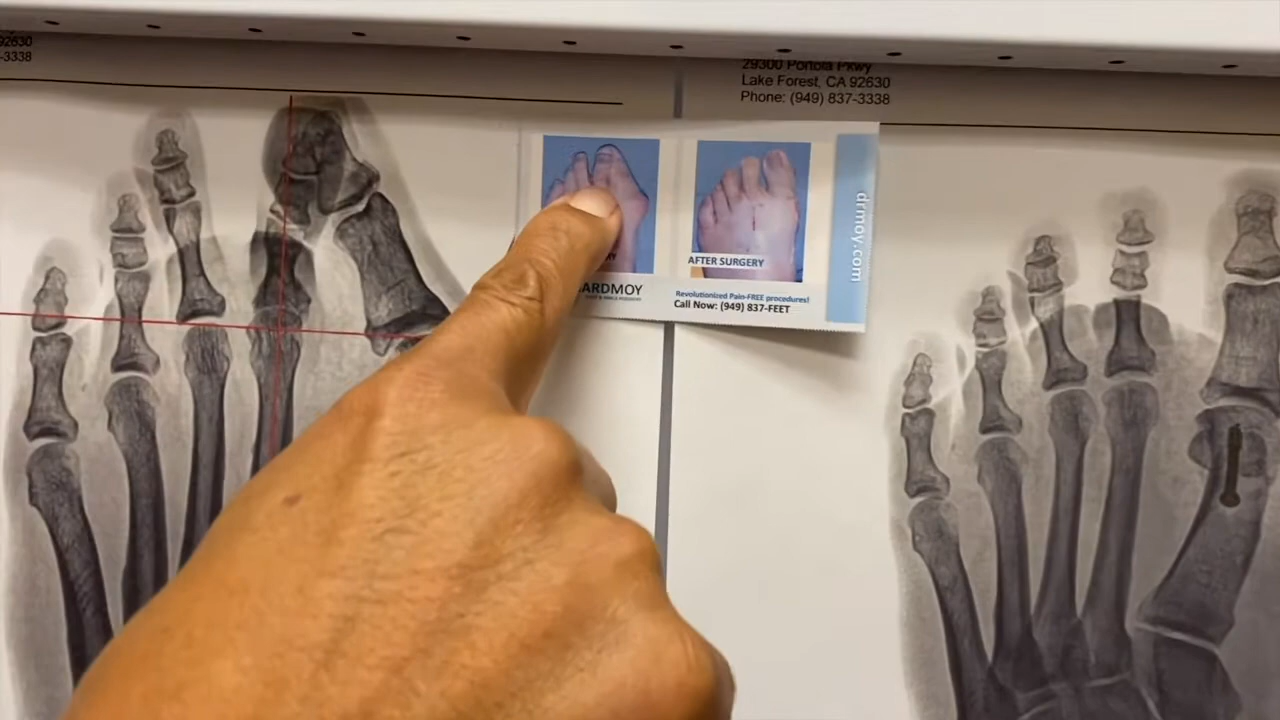 92630
-3338
29300 Portola Pkwy
Lake Forest, CA 92630
Phone: (949) 837-3338
AFTER SURGERY
drmoy.com
ARDMOY
Revolutionized Pain-FREE procedures!
Call Now: (949) 837-FEET